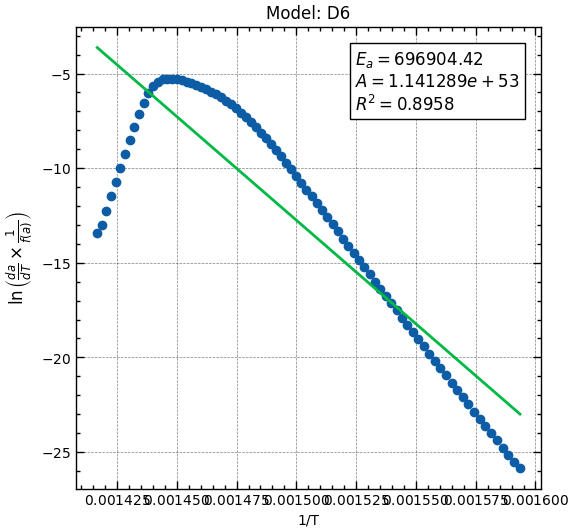 Model: D6
E_a = 696904.42
A = 1.141289e + 53
R^2 = 0.8958
ln (da/dT × 1/f(a))
−5
−10
−15
−20
−25
0.001425 0.001450 0.001475 0.001500 0.001525 0.001550 0.001575 0.001600
1/T